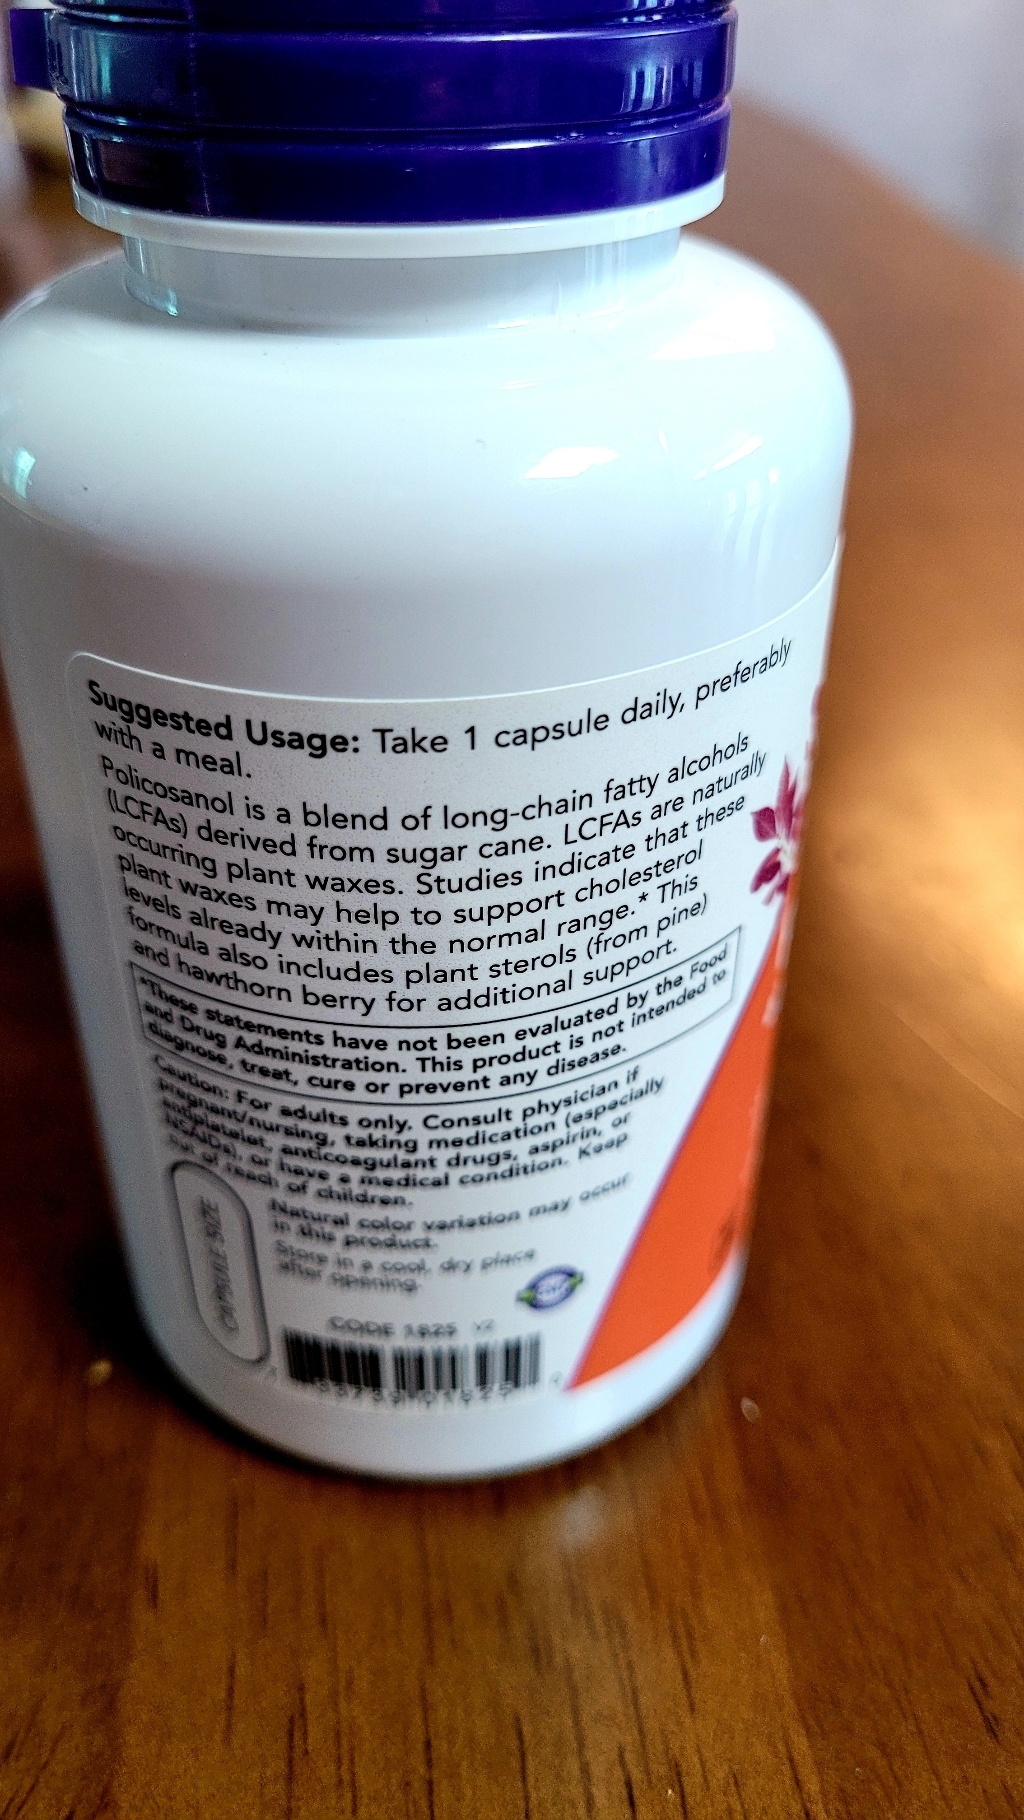 Suggested Usage: Take 1 capsule daily, preferably
with a meal.
Policosanol is a blend of long-chain fatty alcohols
(LCFAs) derived from sugar cane. LCFAs are naturally
occurring plant waxes. Studies indicate that these
plant waxes may help to support cholesterol
levels already within the normal range.* This
formula also includes plant sterols (from pine)
and hawthorn berry for additional support.
*These statements have not been evaluated by the Food
and Drug Administration. This product is not intended to
diagnose, treat, cure or prevent any disease.
Caution: For adults only. Consult physician if
pregnant/nursing, taking medication (especially
antiplatelet, anticoagulant drugs, aspirin, or
NSAIDs), or have a medical condition. Keep
out of reach of children.
Natural color variation may occur
in this product.
Store in a cool, dry place
after opening.
CAPSULE SIZE
CODE 1825 V2